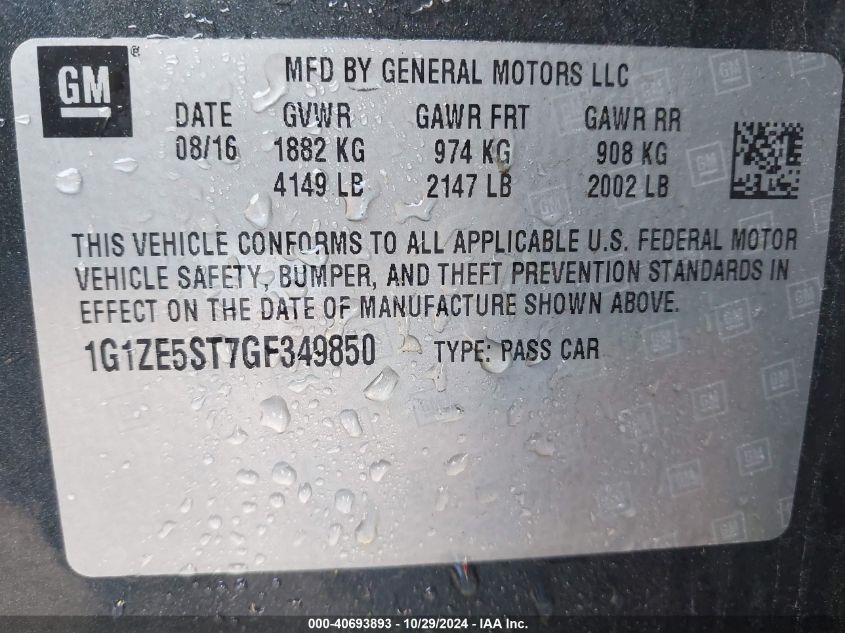 GM ®
MFD BY GENERAL MOTORS LLC
DATE GVWR GAWR FRT GAWR RR
08/16 1882 KG 974 KG 908 KG
4149 LB 2147 LB 2002 LB
THIS VEHICLE CONFORMS TO ALL APPLICABLE U.S. FEDERAL MOTOR
VEHICLE SAFETY, BUMPER, AND THEFT PREVENTION STANDARDS IN
EFFECT ON THE DATE OF MANUFACTURE SHOWN ABOVE.
1G1ZE5ST7GF349850 TYPE: PASS CAR
000-40693893 - 10/29/2024 - www.iaai.com